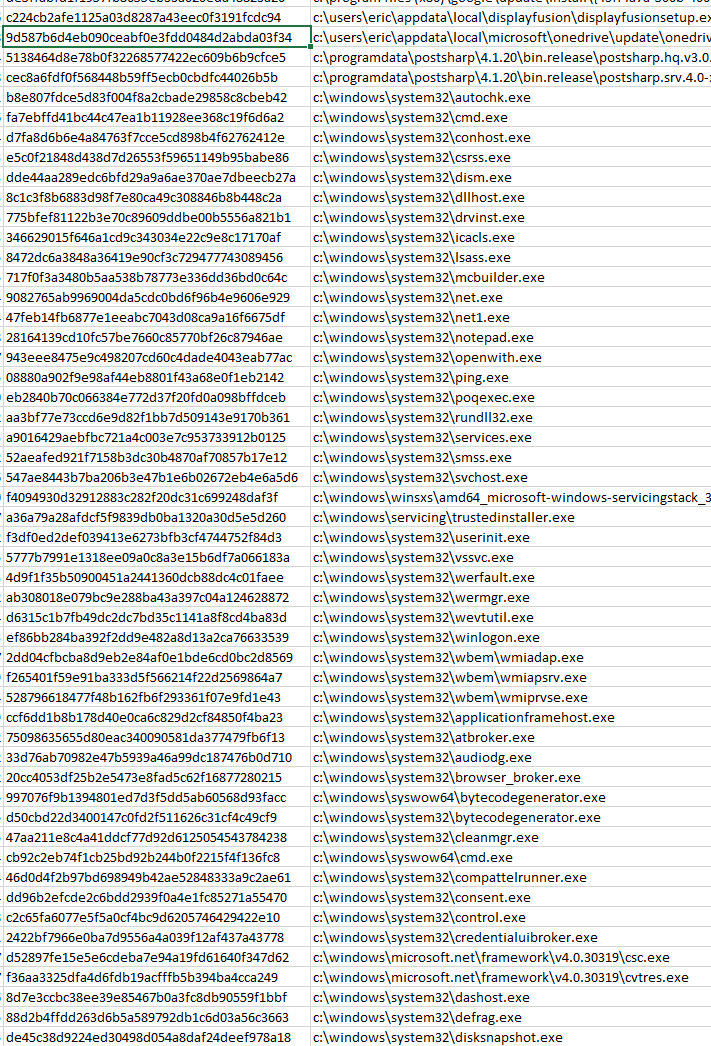 c224cb2afe1125a03d8287a43eec0f3191fcdc94 c:\users\eric\appdata\local\displayfusion\displayfusionsetup.ex
9d587b6d4eb090ceabf0e3fdd0484d2abda03f34 c:\users\eric\appdata\local\microsoft\onedrive\update\onedriv
5138464d8e78b0f32268577422ec609b6b9cfce5 c:\programdata\postsharp\4.1.20\bin.release\postsharp.hq.v3.0.
cec8a6fdf0f568448b59ff5ecb0cbdfc44026b5b c:\programdata\postsharp\4.1.20\bin.release\postsharp.srv.4.0-
b8e807fdce5d83f004f8a2cbade29858c8cbeb42 c:\windows\system32\autochk.exe
fa7ebffd41bc44c47ea1b11928ee368c19f6d6a2 c:\windows\system32\cmd.exe
d7fa8d6b6e4a84763f7cce5cd898b4f62762412e c:\windows\system32\conhost.exe
e5c0f21848d438d7d26553f59651149b95babe86 c:\windows\system32\csrss.exe
dde44aa289edc6bfd29a9a6ae370ae7dbeecb27a c:\windows\system32\dism.exe
8c1c3f8b6883d98f7e80ca49c308846b8b448c2a c:\windows\system32\dllhost.exe
775bfef81122b3e70c89609ddbe00b5556a821b1 c:\windows\system32\drvinst.exe
346629015f646a1cd9c343034e22c9e8c17170af c:\windows\system32\icacls.exe
8472dc6a3848a36419e90cf3c729477743089456 c:\windows\system32\lsass.exe
717f0f3a3480b5aa538b78773e336dd36bd0c64c c:\windows\system32\mcbuilder.exe
9082765ab9969004da5cdc0bd6f96b4e9606e929 c:\windows\system32\net.exe
47feb14fb6877e1eeabc7043d08ca9a16f6675df c:\windows\system32\net1.exe
28164139cd10fc57be7660c85770bf26c87946ae c:\windows\system32\notepad.exe
943eee8475e9c498207cd60c4dade4043eab77ac c:\windows\system32\openwith.exe
08880a902f9e98af44eb8801f43a68e0f1eb2142 c:\windows\system32\ping.exe
eb2840b70c066384e772d37f20fd0a098bffdceb c:\windows\system32\poqexec.exe
aa3bf77e73ccd6e9d82f1bb7d509143e9170b361 c:\windows\system32\rundll32.exe
a9016429aebfbc721a4c003e7c953733912b0125 c:\windows\system32\services.exe
52aeafed921f7158b3dc30b4870af70857b17e12 c:\windows\system32\smss.exe
547ae8443b7ba206b3e47b1e6b02672eb4e6a5d6 c:\windows\system32\svchost.exe
f4094930d32912883c282f20dc31c699248daf3f c:\windows\winsxs\amd64_microsoft-windows-servicingstack_3
a36a79a28afdcf5f9839db0ba1320a30d5e5d260 c:\windows\servicing\trustedinstaller.exe
f3df0ed2def039413e6273bfb3cf4744752f84d3 c:\windows\system32\userinit.exe
5777b7991e1318ee09a0c8a3e15b6df7a066183a c:\windows\system32\vssvc.exe
4d9f1f35b50900451a2441360dcb88dc4c01faee c:\windows\system32\werfault.exe
ab308018e079bc9e288ba43a397c04a124628872 c:\windows\system32\wermgr.exe
d6315c1b7fb49dc2dc7bd35c1141a8f8cd4ba83d c:\windows\system32\wevtutil.exe
ef86bb284ba392f2dd9e482a8d13a2ca76633539 c:\windows\system32\winlogon.exe
2dd04cfbcba8d9eb2e84af0e1bde6cd0bc2d8569 c:\windows\system32\wbem\wmiadap.exe
f265401f59e91ba333d5f566214f22d2569864a7 c:\windows\system32\wbem\wmiapsrv.exe
528796618477f48b162fb6f293361f07e9fd1e43 c:\windows\system32\wbem\wmiprvse.exe
ccf6dd1b8b178d40e0ca6c829d2cf84850f4ba23 c:\windows\system32\applicationframehost.exe
75098635655d80eac340090581da377479fb6f13 c:\windows\system32\atbroker.exe
33d76ab70982e47b5939a46a99dc187476b0d710 c:\windows\system32\audiodg.exe
20cc4053df25b2e5473e8fad5c62f16877280215 c:\windows\system32\browser_broker.exe
997076f9b1394801ed7d3f5dd5ab60568d93facc c:\windows\syswow64\bytecodegenerator.exe
d50cbd22d3400147c0fd2f511626c31cf4c49cf9 c:\windows\system32\bytecodegenerator.exe
47aa211e8c4a41ddcf77d92d6125054543784238 c:\windows\system32\cleanmgr.exe
cb92c2eb74f1cb25bd92b244b0f2215f4f136fc8 c:\windows\syswow64\cmd.exe
46d0d4f2b97bd698949b42ae52848333a9c2ae61 c:\windows\system32\compattelrunner.exe
dd96b2efcde2c6bdd2939f0a4e1fc85271a55470 c:\windows\system32\consent.exe
c2c65fa6077e5f5a0cf4bc9d6205746429422e10 c:\windows\system32\control.exe
2422bf7966e0ba7d9556a4a039f12af437a43778 c:\windows\system32\credentialuibroker.exe
d52897fe15e5e6cdeba7e94a19fd61640f347d62 c:\windows\microsoft.net\framework\v4.0.30319\csc.exe
f36aa3325dfa4d6fdb19acfffb5b394ba4cca249 c:\windows\microsoft.net\framework\v4.0.30319\cvtres.exe
8d7e3ccbc38ee39e85467b0a3fc8db90559f1bbf c:\windows\system32\dashost.exe
88d2b4ffdd263d6b5a589792db1c6d03a56c3663 c:\windows\system32\defrag.exe
de45c38d9224ed30498d054a8daf24deef978a18 c:\windows\system32\disksnapshot.exe